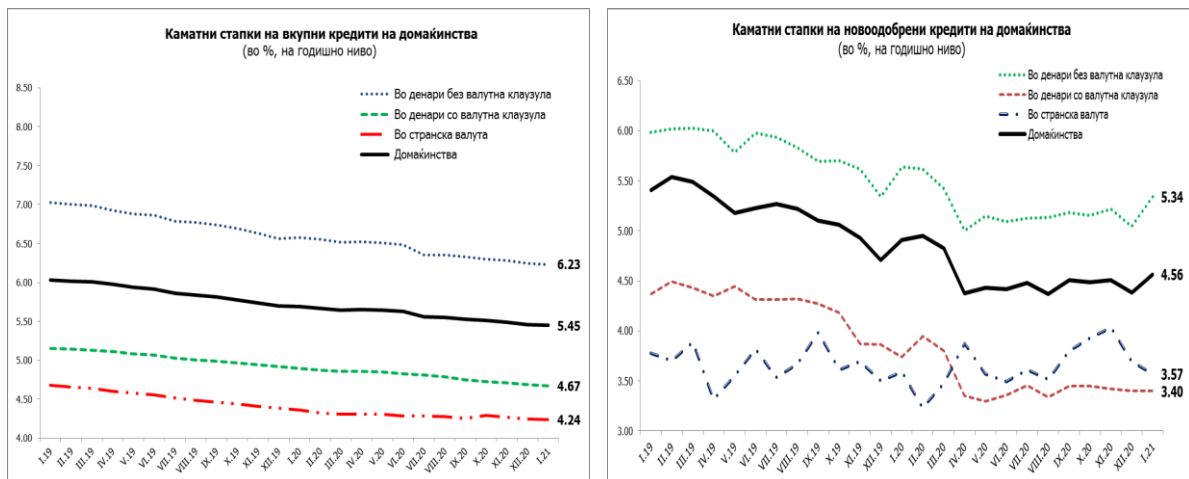 Каматни стапки на вкупни кредити на домаќинства
(во %, на годишно ниво)
8.50
8.00
7.50
7.00
6.50
6.00
5.50
5.00
4.50
4.00
Во денари без валутна клаузула
Во денари со валутна клаузула
Во странска валута
Домаќинства
6.23
5.45
4.67
4.24
I.19
II.19
III.19
IV.19
V.19
VI.19
VII.19
VIII.19
IX.19
X.19
XI.19
XII.19
I.20
II.20
III.20
IV.20
V.20
VI.20
VII.20
VIII.20
IX.20
X.20
XI.20
XII.20
I.21
Каматни стапки на новоодобрени кредити на домаќинства
(во %, на годишно ниво)
6.50
6.00
5.50
5.00
4.50
4.00
3.50
3.00
Во денари без валутна клаузула
Во денари со валутна клаузула
Во странска валута
Домаќинства
5.34
4.56
3.57
3.40
I.19
II.19
III.19
IV.19
V.19
VI.19
VII.19
VIII.19
IX.19
X.19
XI.19
XII.19
I.20
II.20
III.20
IV.20
V.20
VI.20
VII.20
VIII.20
IX.20
X.20
XI.20
XII.20
I.21